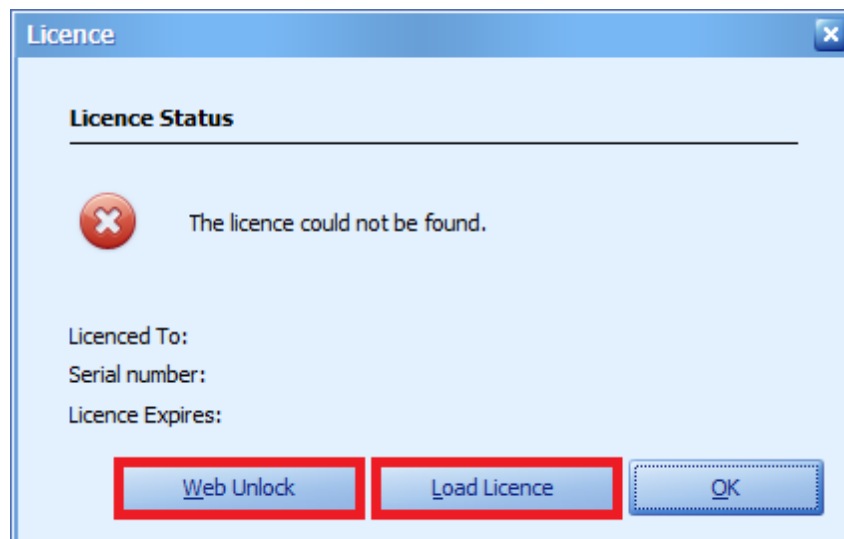 Licence
Licence Status
The licence could not be found.
Licenced To:
Serial number:
Licence Expires:
Web Unlock Load Licence OK